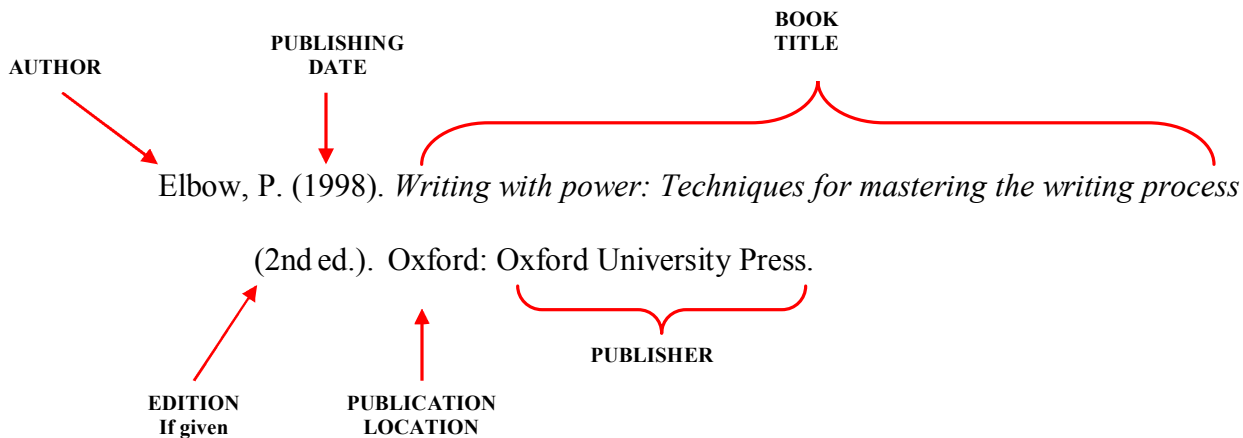 BOOK
TITLE
PUBLISHING
DATE
AUTHOR
Elbow, P. (1998). Writing with power: Techniques for mastering the writing process
(2nd ed.). Oxford: Oxford University Press.
PUBLISHER
EDITION
If given
PUBLICATION
LOCATION